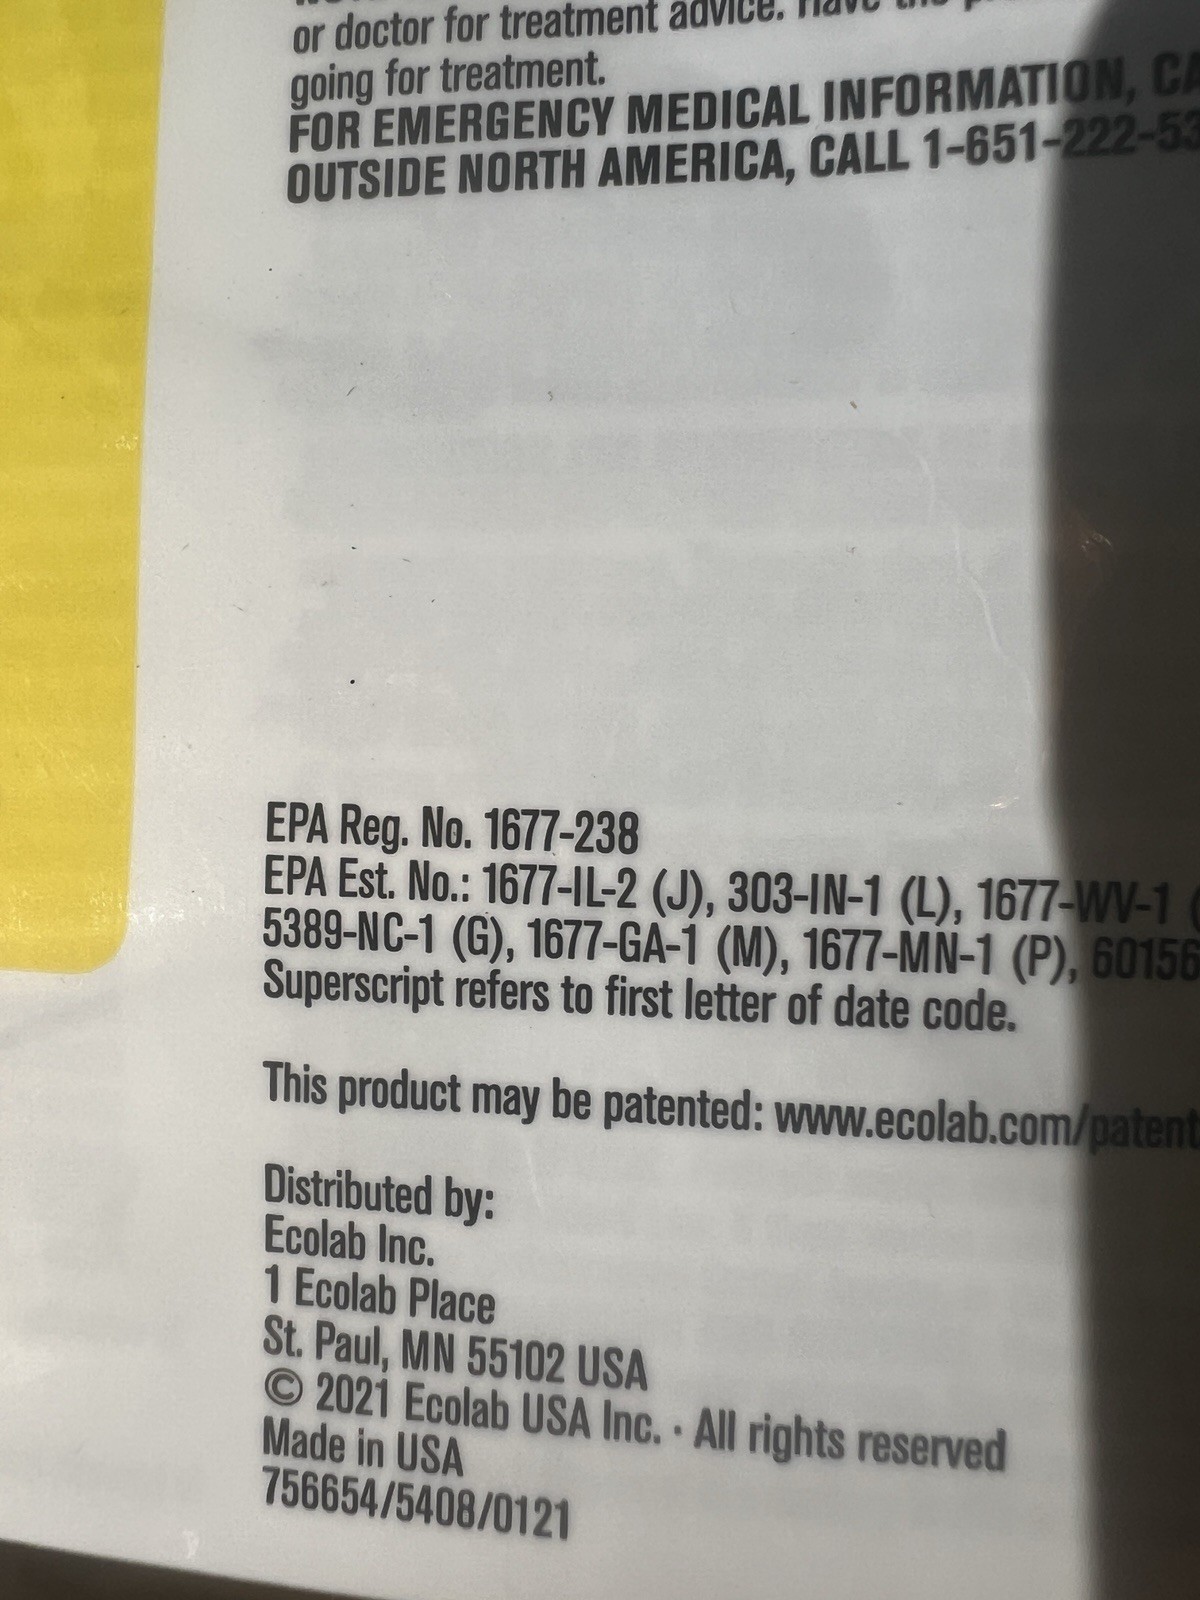 or doctor for treatment advice. Have
going for treatment.
FOR EMERGENCY MEDICAL INFORMATION,
OUTSIDE NORTH AMERICA, CALL 1-651-222-53
EPA Reg. No. 1677-238
EPA Est. No.: 1677-IL-2 (J), 303-IN-1 (L), 1677-WV-1 (
5389-NC-1 (G), 1677-GA-1 (M), 1677-MN-1 (P), 60156
Superscript refers to first letter of date code.
This product may be patented: www.ecolab.com/patent
Distributed by:
Ecolab Inc.
1 Ecolab Place
St. Paul, MN 55102 USA
© 2021 Ecolab USA Inc. · All rights reserved
Made in USA
756654/5408/0121